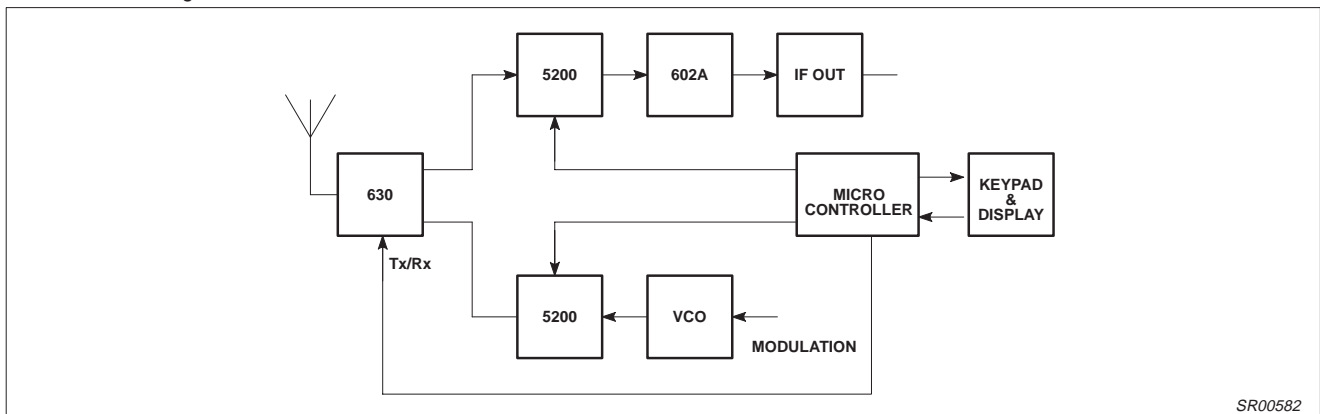 5200
602A
IF OUT
630
MICRO
CONTROLLER
KEYPAD
&
DISPLAY
Tx/Rx
5200
VCO
MODULATION
SR00582